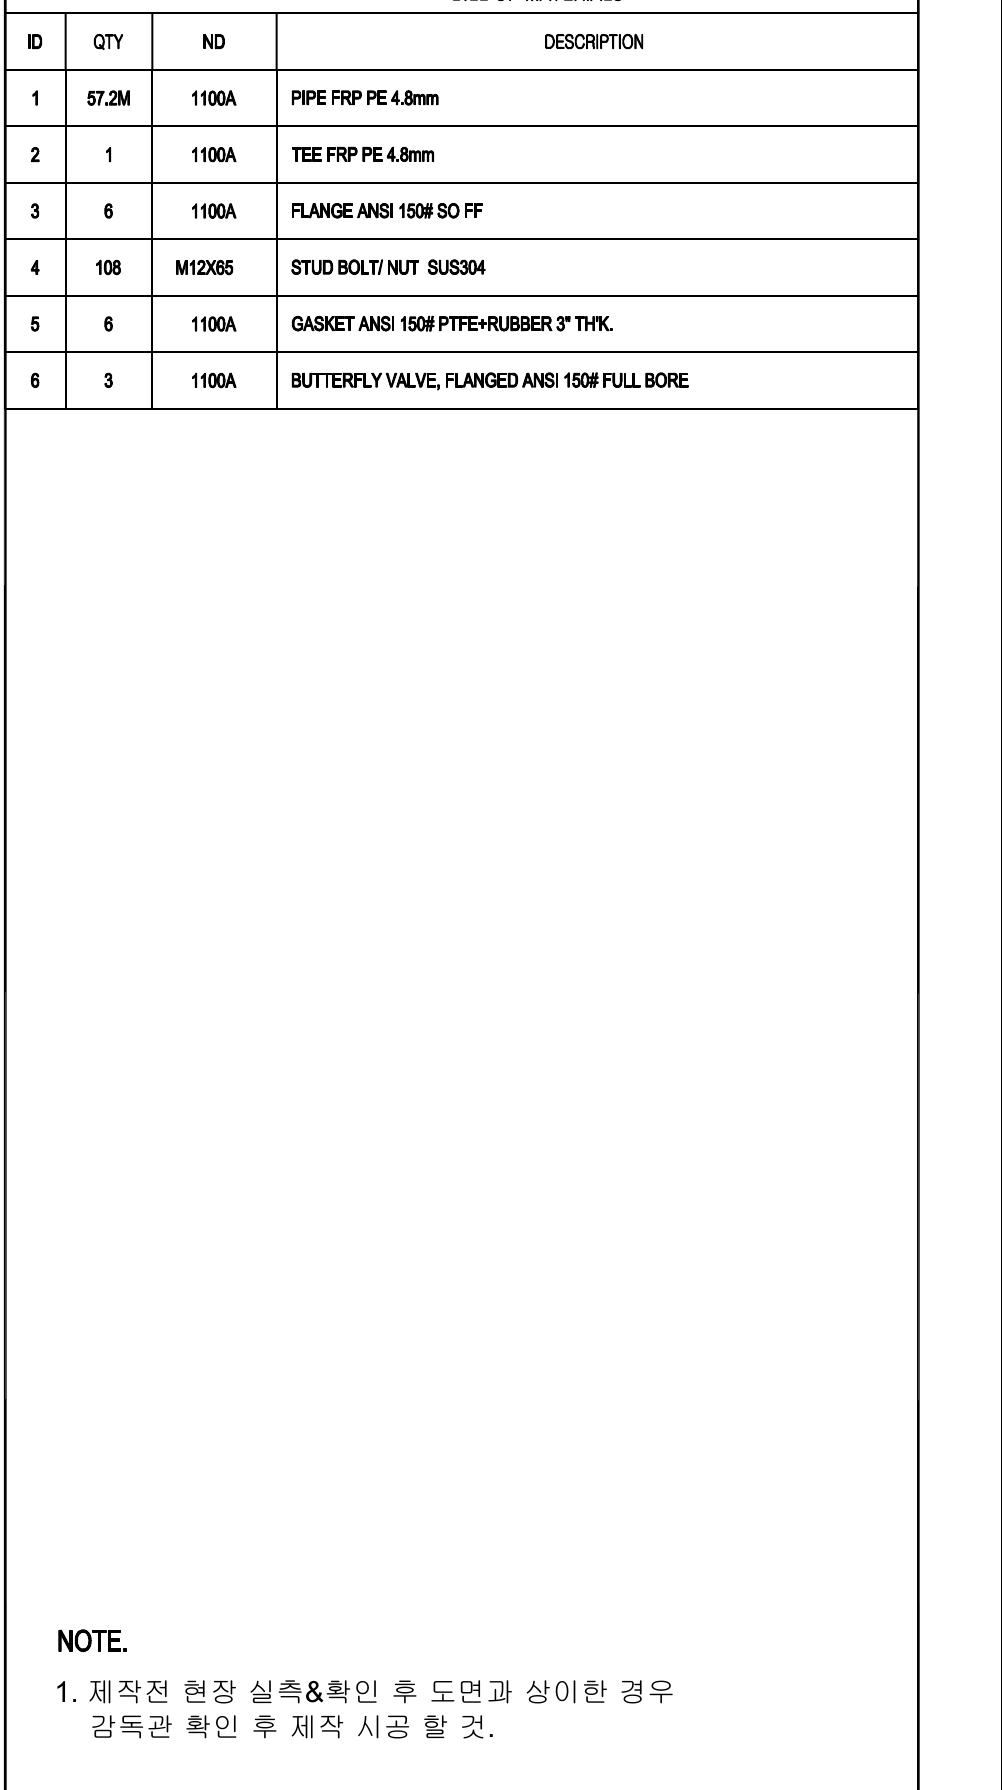 ID QTY ND DESCRIPTION
1 57.2M 1100A PIPE FRP PE 4.8mm
2 1 1100A TEE FRP PE 4.8mm
3 6 1100A FLANGE ANSI 150# SO FF
4 108 M12X65 STUD BOLT/ NUT SUS304
5 6 1100A GASKET ANSI 150# PTFE+RUBBER 3" TH'K.
6 3 1100A BUTTERFLY VALVE, FLANGED ANSI 150# FULL BORE
NOTE.
1. 제작전 현장 실측&확인 후 도면과 상이한 경우
감독관 확인 후 제작 시공 할 것.